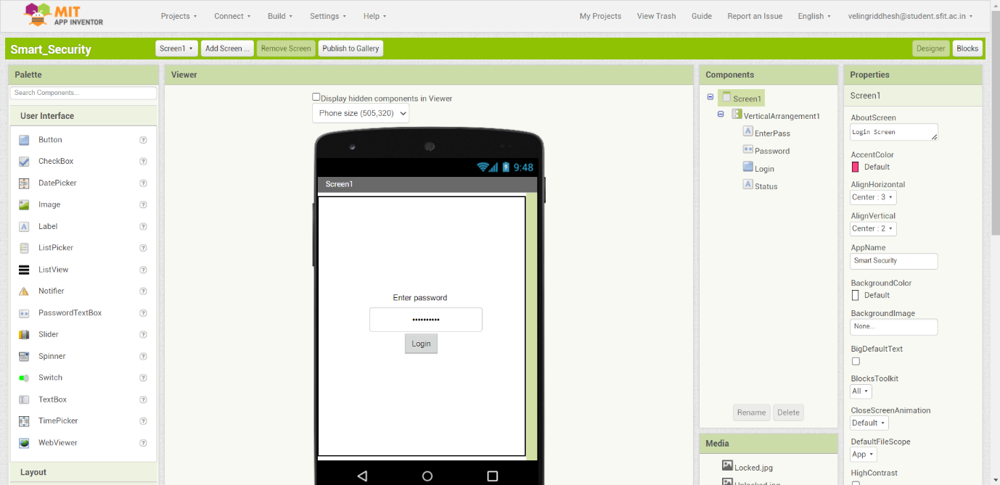 MIT
APP INVENTOR
Projects
Connect
Build
Settings
Help
My Projects
View Trash
Guide
Report an Issue
English
velingriddhesh@student.sfit.ac.in
Smart_Security
Screen1
Add Screen ...
Remove Screen
Publish to Gallery
Designer
Blocks
Palette
Search Components...
User Interface
Button
CheckBox
DatePicker
Image
Label
ListPicker
ListView
Notifier
PasswordTextBox
Slider
Spinner
Switch
TextBox
TimePicker
WebViewer
Layout
Viewer
Display hidden components in Viewer
Phone size (505,320)
9:48
Screen1
Enter password
••••••••••
Login
Components
Screen1
VerticalArrangement1
EnterPass
Password
Login
Status
Rename
Delete
Media
Locked.jpg
Unlocked.jpg
Properties
Screen1
AboutScreen
Login Screen
AccentColor
Default
AlignHorizontal
Center : 3
AlignVertical
Center : 2
AppName
Smart Security
BackgroundColor
Default
BackgroundImage
None...
BigDefaultText
BlocksToolkit
All
CloseScreenAnimation
Default
DefaultFileScope
App
HighContrast